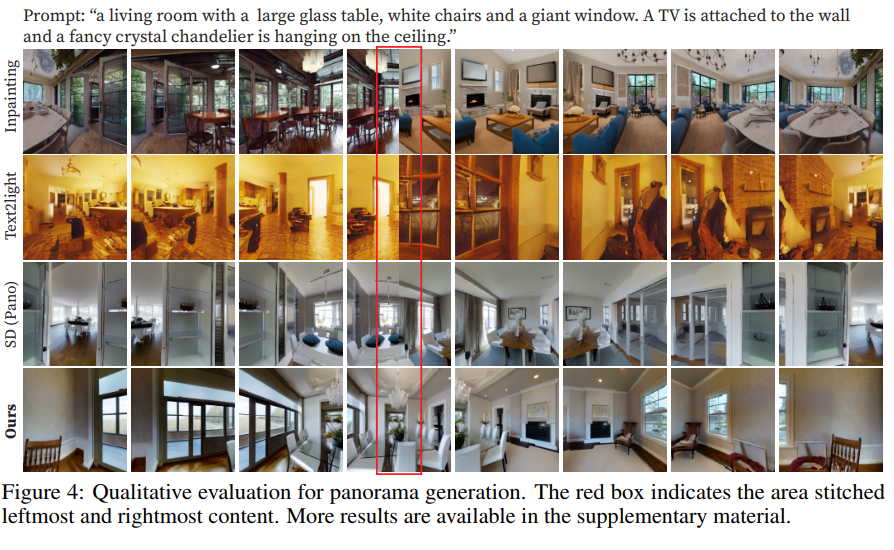 Prompt: “a living room with a large glass table, white chairs and a giant window. A TV is attached to the wall
and a fancy crystal chandelier is hanging on the ceiling.”
Inpainting
Text2light
SD (Pano)
Ours
Figure 4: Qualitative evaluation for panorama generation. The red box indicates the area stitched
leftmost and rightmost content. More results are available in the supplementary material.